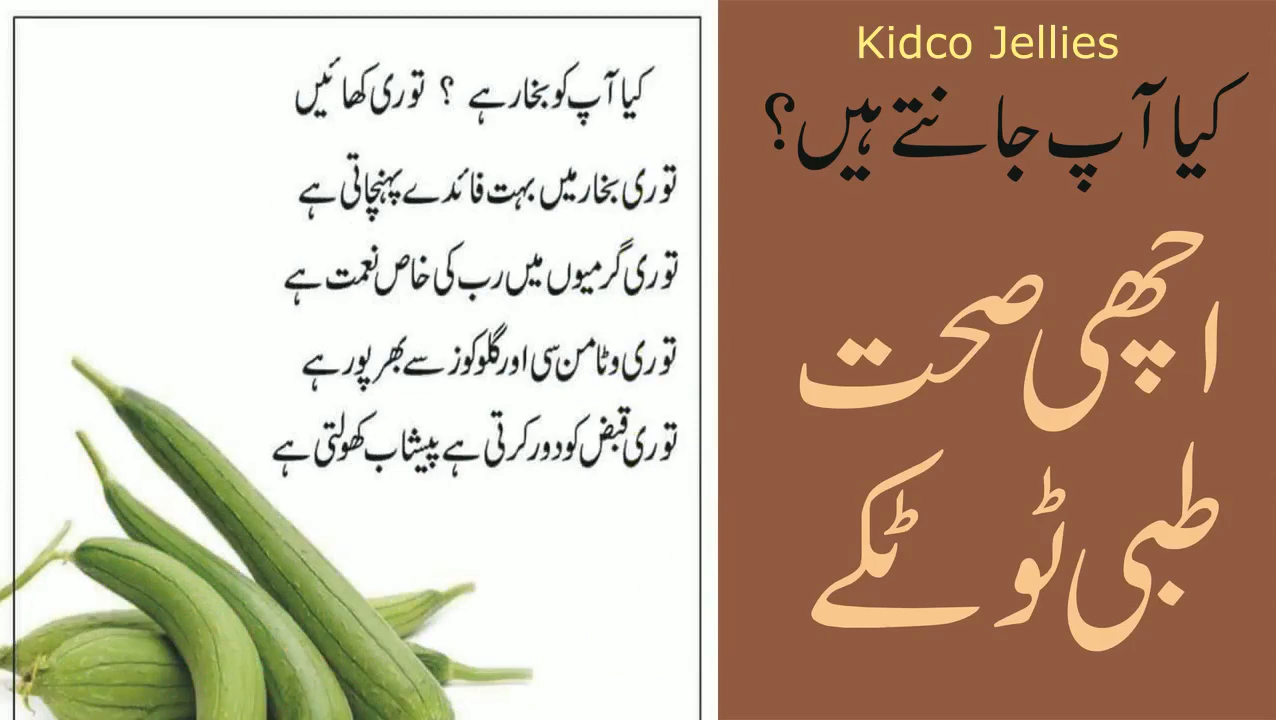 کیا آپ کو بخار ہے ؟ توری کھائیں
توری بخار میں بہت فائدے پہنچاتی ہے
توری گرمیوں میں رب کی خاص نعمت ہے
توری وٹامن سی اور گلوکوز سے بھر پور ہے
توری قبض کو دور کرتی ہے پیشاب کھولتی ہے
Kidco Jellies
کیا آپ جانتے ہیں؟
اچھی صحت
طبی ٹوٹکے